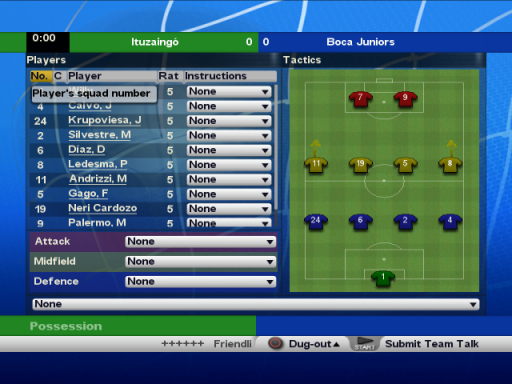 0:00 Ituzaingó 0 0 Boca Juniors
Players Tactics
No. C Player Rat Instructions
Player's squad number 5 None
4 Calvo, J 5 None
24 Krupoviesa, J 5 None
2 Silvestre, M 5 None
6 Díaz, D 5 None
8 Ledesma, P 5 None
11 Andrizzi, M 5 None
5 Gago, F 5 None
19 Neri Cardozo 5 None
9 Palermo, M 5 None
7 9
11 19 5 8
24 6 2 4
1
Attack None
Midfield None
Defence None
None
Possession
++++++ Friendli Dug-out START Submit Team Talk